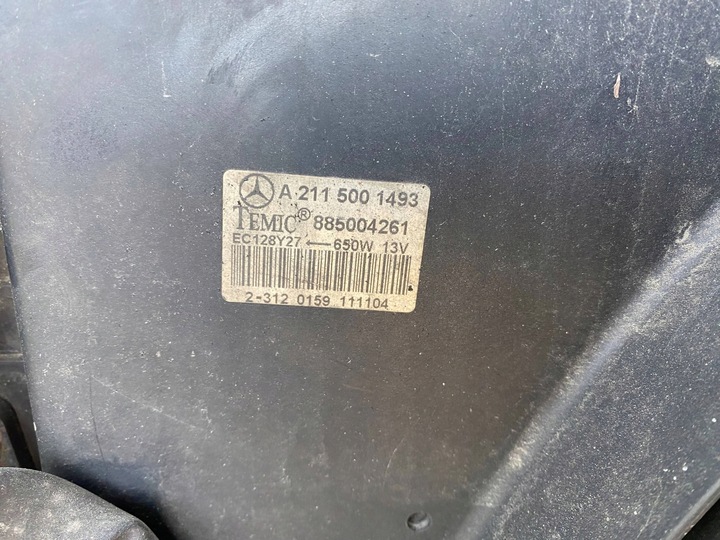 A 211 500 1493
TEMIC® 885004261
EC128Y27 ← 650W 13V
2-312 0159 111104